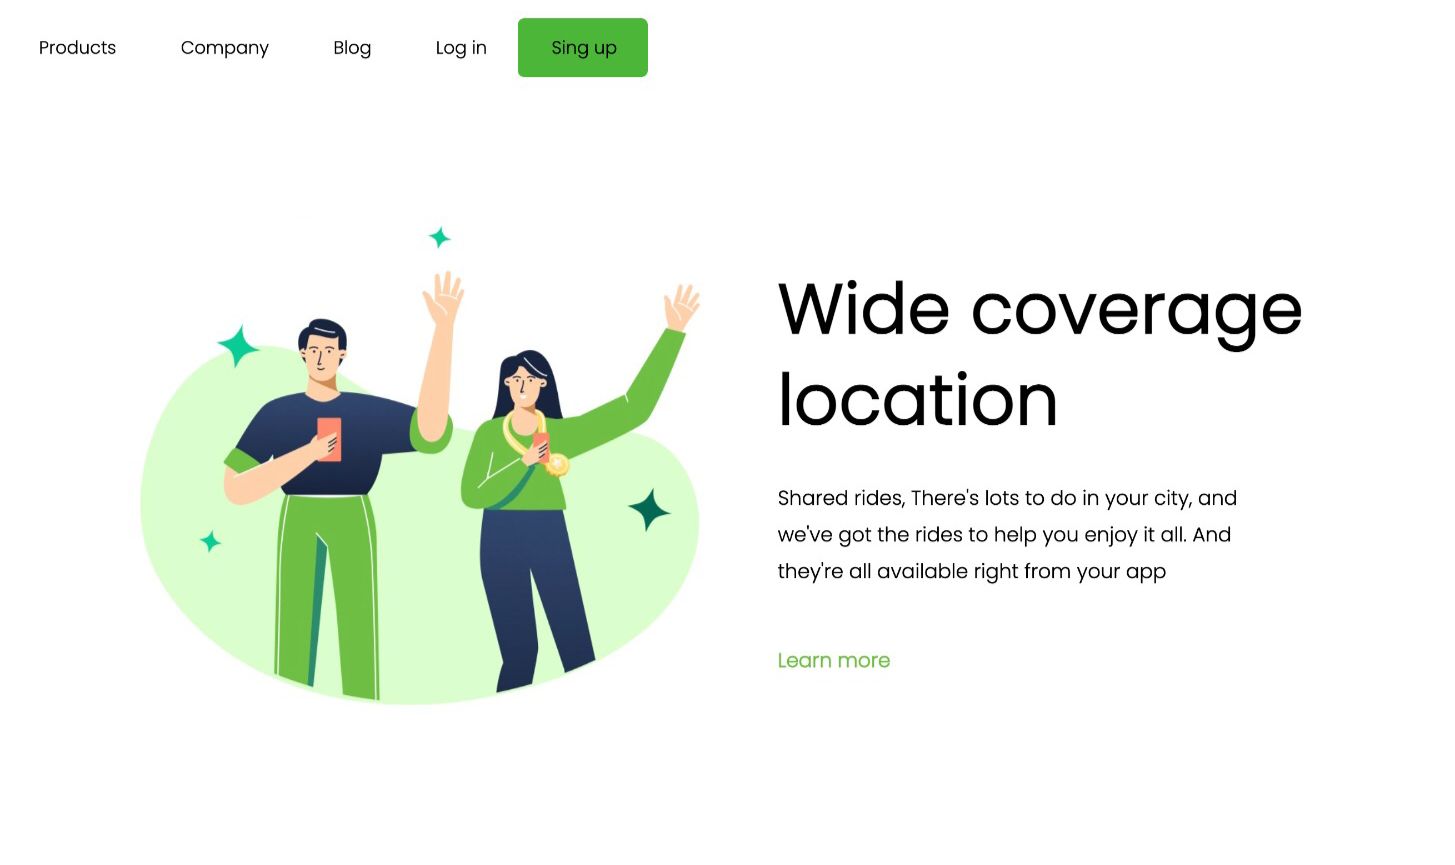 Products Company Blog Log in Sing up
Wide coverage
location
Shared rides, There's lots to do in your city, and
we've got the rides to help you enjoy it all. And
they're all available right from your app
Learn more